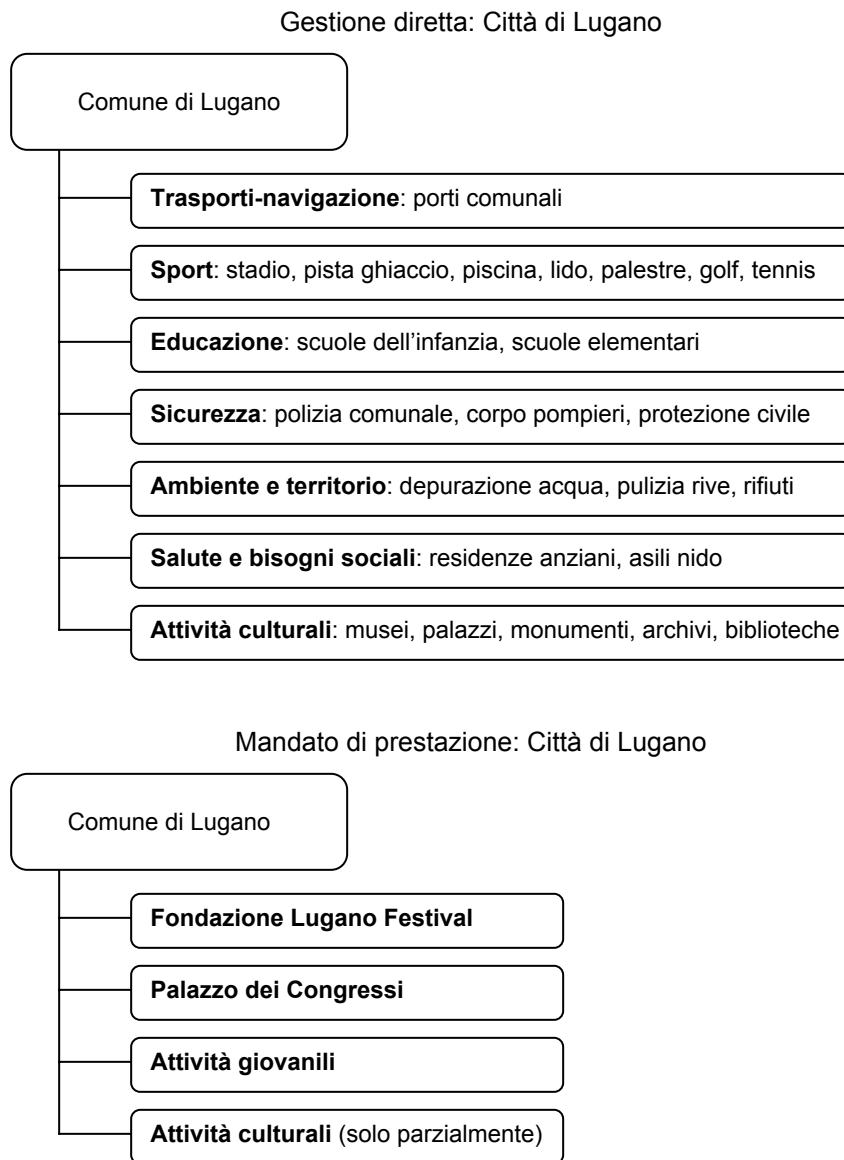 Gestione diretta: Città di Lugano
Comune di Lugano
Trasporti-navigazione: porti comunali
Sport: stadio, pista ghiaccio, piscina, lido, palestre, golf, tennis
Educazione: scuole dell’infanzia, scuole elementari
Sicurezza: polizia comunale, corpo pompieri, protezione civile
Ambiente e territorio: depurazione acqua, pulizia rive, rifiuti
Salute e bisogni sociali: residenze anziani, asili nido
Attività culturali: musei, palazzi, monumenti, archivi, biblioteche
Mandato di prestazione: Città di Lugano
Comune di Lugano
Fondazione Lugano Festival
Palazzo dei Congressi
Attività giovanili
Attività culturali (solo parzialmente)